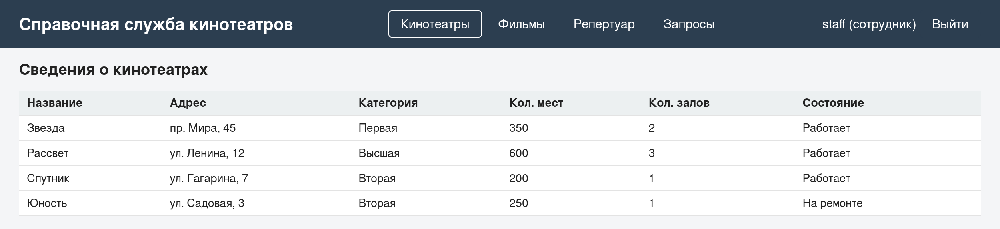 Справочная служба кинотеатров Кинотеатры Фильмы Репертуар Запросы staff (сотрудник) Выйти
Сведения о кинотеатрах
Название Адрес Категория Кол. мест Кол. залов Состояние
Звезда пр. Мира, 45 Первая 350 2 Работает
Рассвет ул. Ленина, 12 Высшая 600 3 Работает
Спутник ул. Гагарина, 7 Вторая 200 1 Работает
Юность ул. Садовая, 3 Вторая 250 1 На ремонте